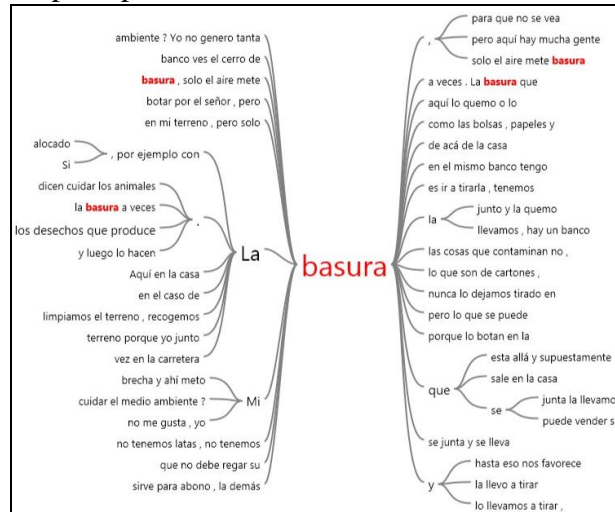 ambiente ? Yo no genero tanta
banco ves el cerro de
basura , solo el aire mete
botar por el señor , pero
en mi terreno , pero solo
alocado
Si
, por ejemplo con
dicen cuidar los animales
la basura a veces
los desechos que produce
y luego lo hacen
.
Aquí en la casa
en el caso de
limpiamos el terreno , recogemos
terreno porque yo junto
vez en la carretera
La
brecha y ahí meto
cuidar el medio ambiente ?
no me gusta , yo
Mi
no tenemos latas , no tenemos
que no debe regar su
sirve para abono , la demás
basura
,
para que no se vea
pero aquí hay mucha gente
solo el aire mete basura
a veces . La basura que
aquí lo quemo o lo
como las bolsas , papeles y
de acá de la casa
en el mismo banco tengo
es ir a tirarla , tenemos
la
junto y la quemo
llevamos , hay un banco
las cosas que contaminan no ,
lo que son de cartones ,
nunca lo dejamos tirado en
pero lo que se puede
porque lo botan en la
que
esta allá y supuestamente
sale en la casa
se
junta la llevamo
puede vender s
se junta y se lleva
y
hasta eso nos favorece
la llevo a tirar
lo llevamos a tirar ,